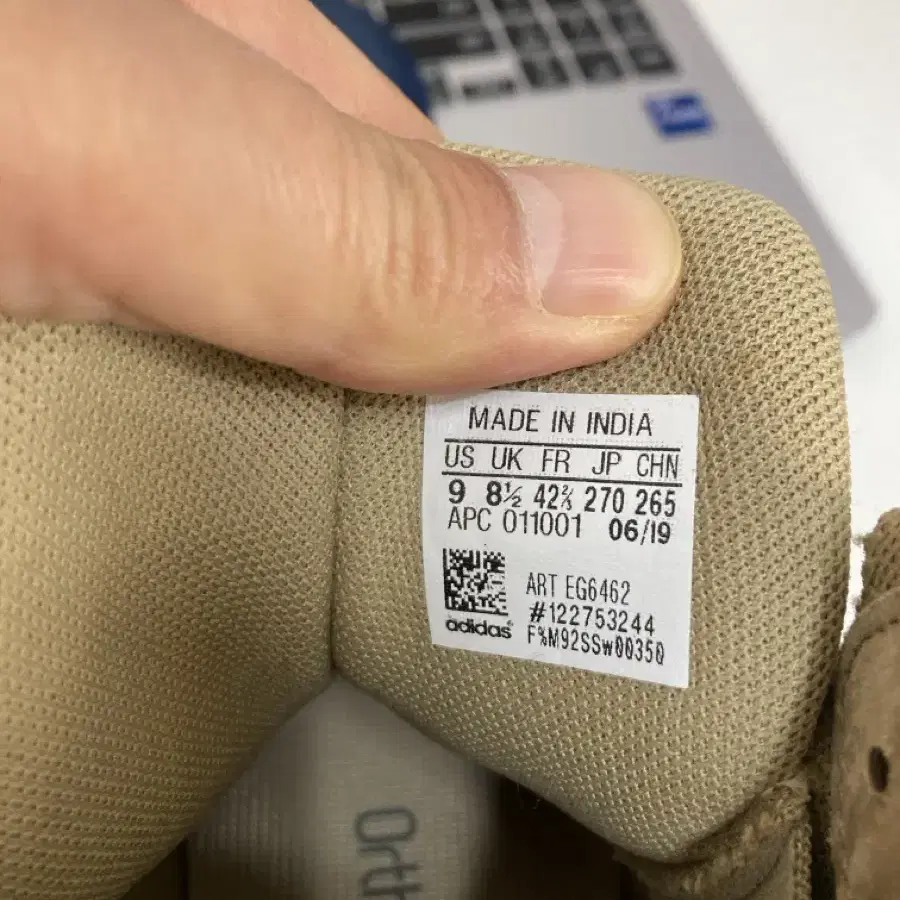 MADE IN INDIA
US UK FR JP CHN
9 8½ 42⅔ 270 265
APC 011001 06/19
ART EG6462
#122753244
F%M92SSw00350
adidas
Orth